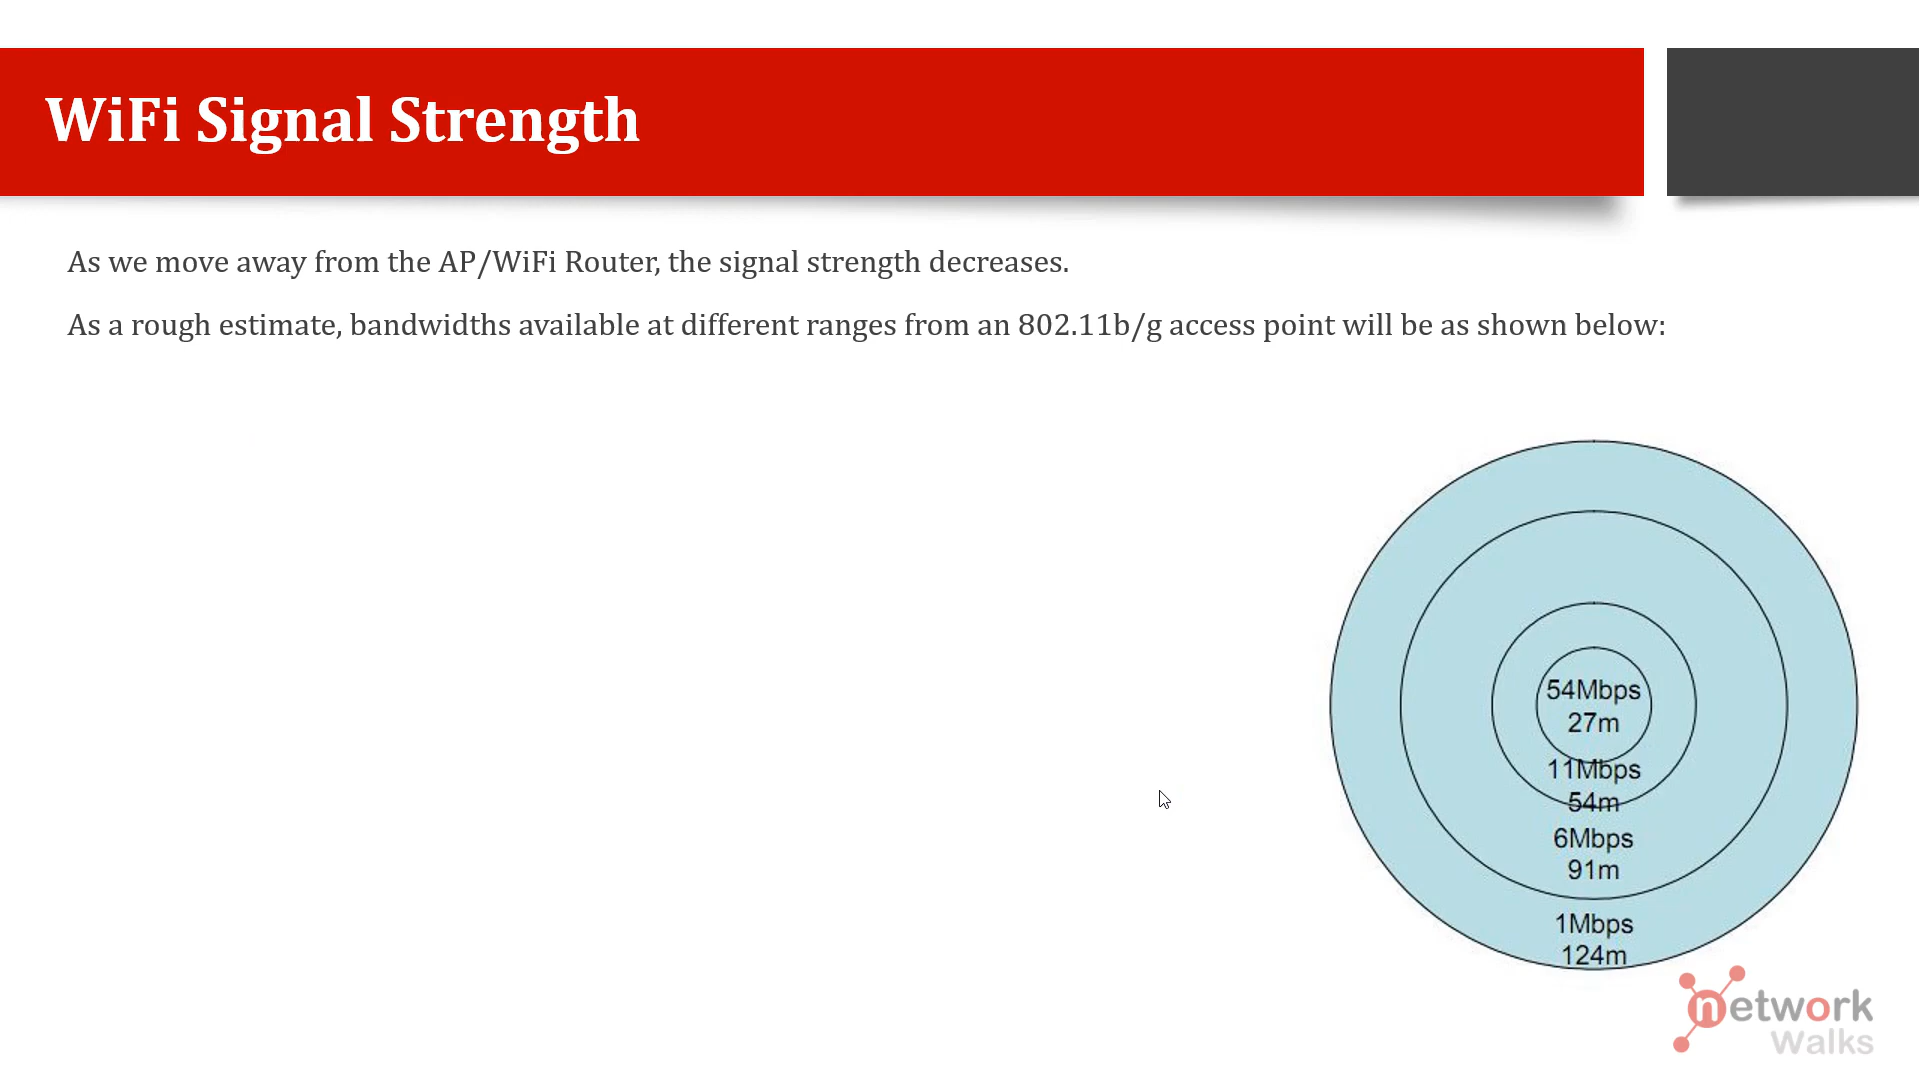 WiFi Signal Strength
As we move away from the AP/WiFi Router, the signal strength decreases.
As a rough estimate, bandwidths available at different ranges from an 802.11b/g access point will be as shown below:
54Mbps
27m
11Mbps
54m
6Mbps
91m
1Mbps
124m
network
Walks